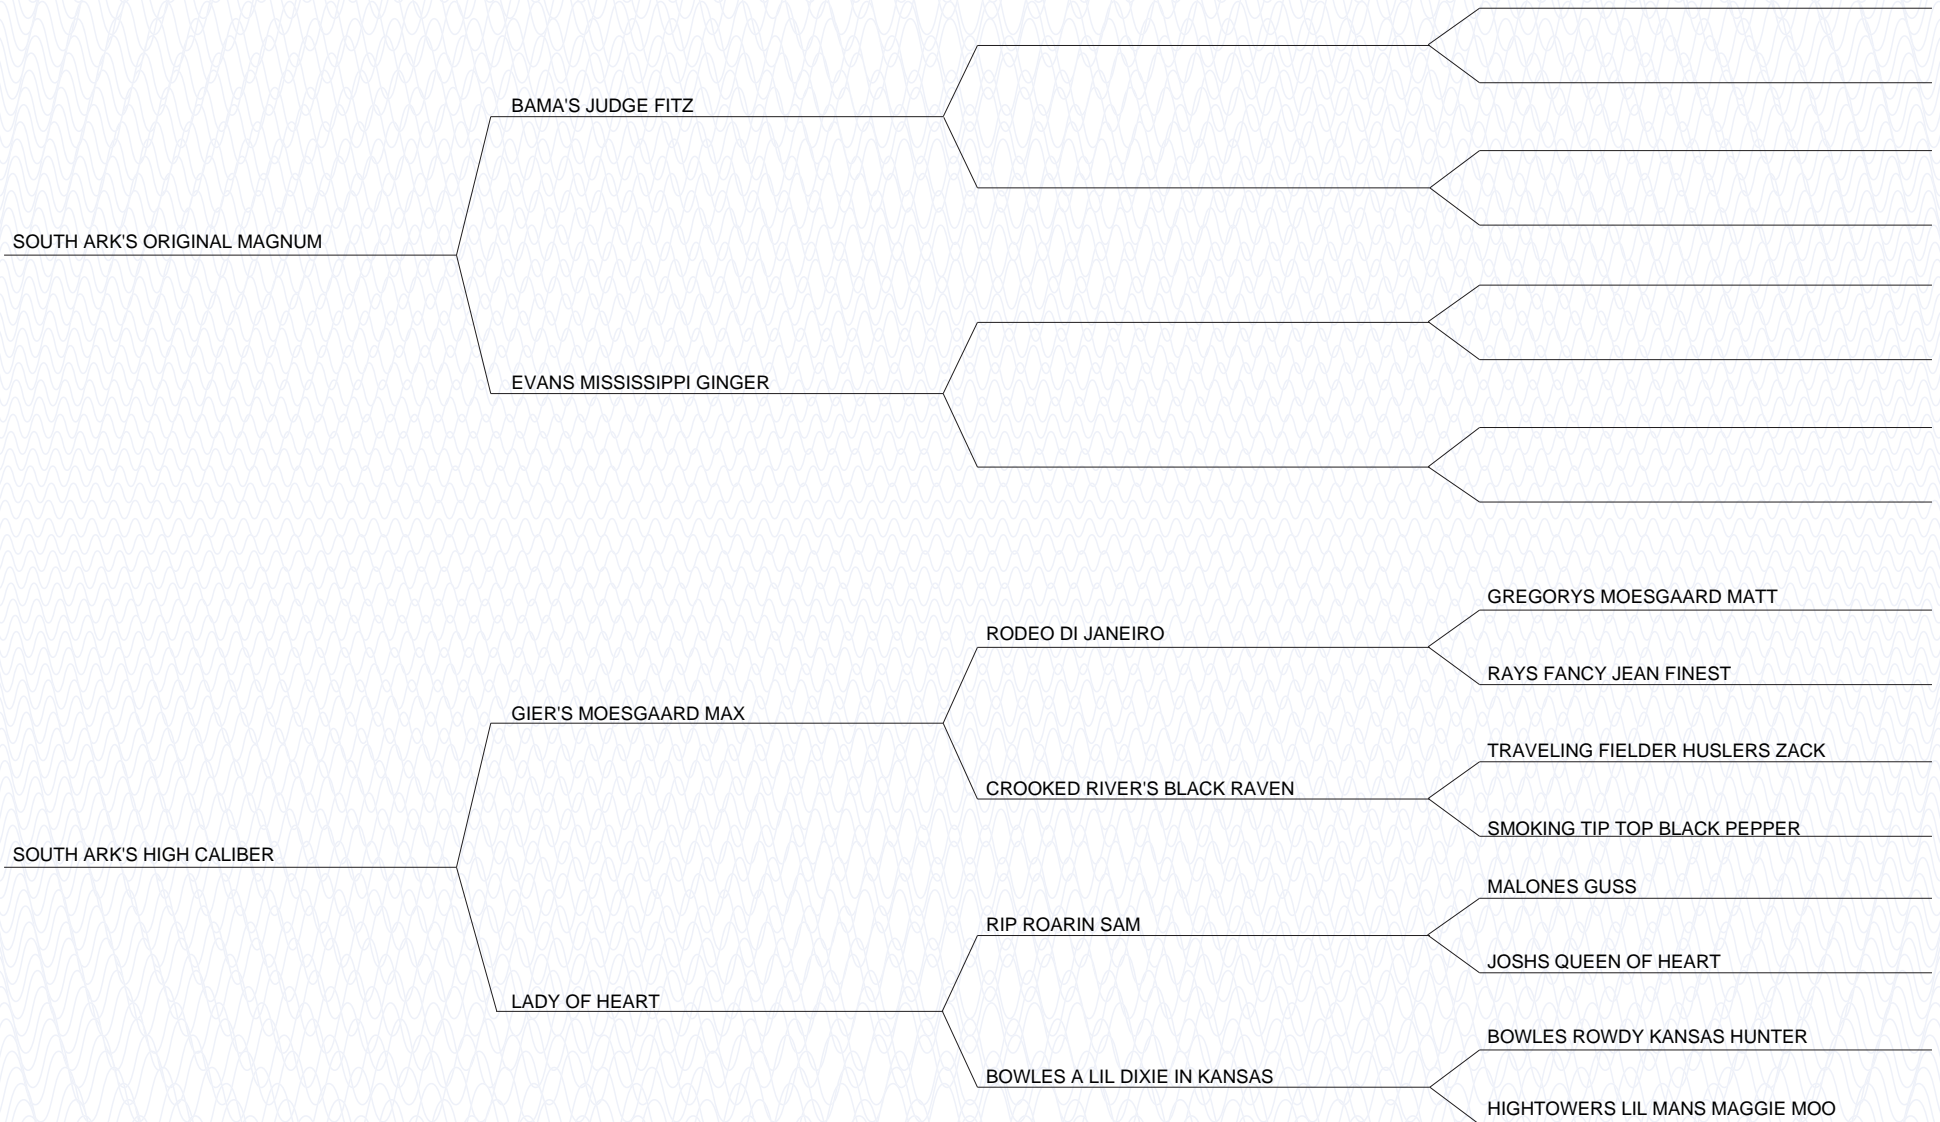 BAMA'S JUDGE FITZ
SOUTH ARK'S ORIGINAL MAGNUM
EVANS MISSISSIPPI GINGER
GREGORYS MOESGAARD MATT
RODEO DI JANEIRO
RAYS FANCY JEAN FINEST
GIER'S MOESGAARD MAX
TRAVELING FIELDER HUSLERS ZACK
CROOKED RIVER'S BLACK RAVEN
SMOKING TIP TOP BLACK PEPPER
SOUTH ARK'S HIGH CALIBER
MALONES GUSS
RIP ROARIN SAM
JOSHS QUEEN OF HEART
LADY OF HEART
BOWLES ROWDY KANSAS HUNTER
BOWLES A LIL DIXIE IN KANSAS
HIGHTOWERS LIL MANS MAGGIE MOO